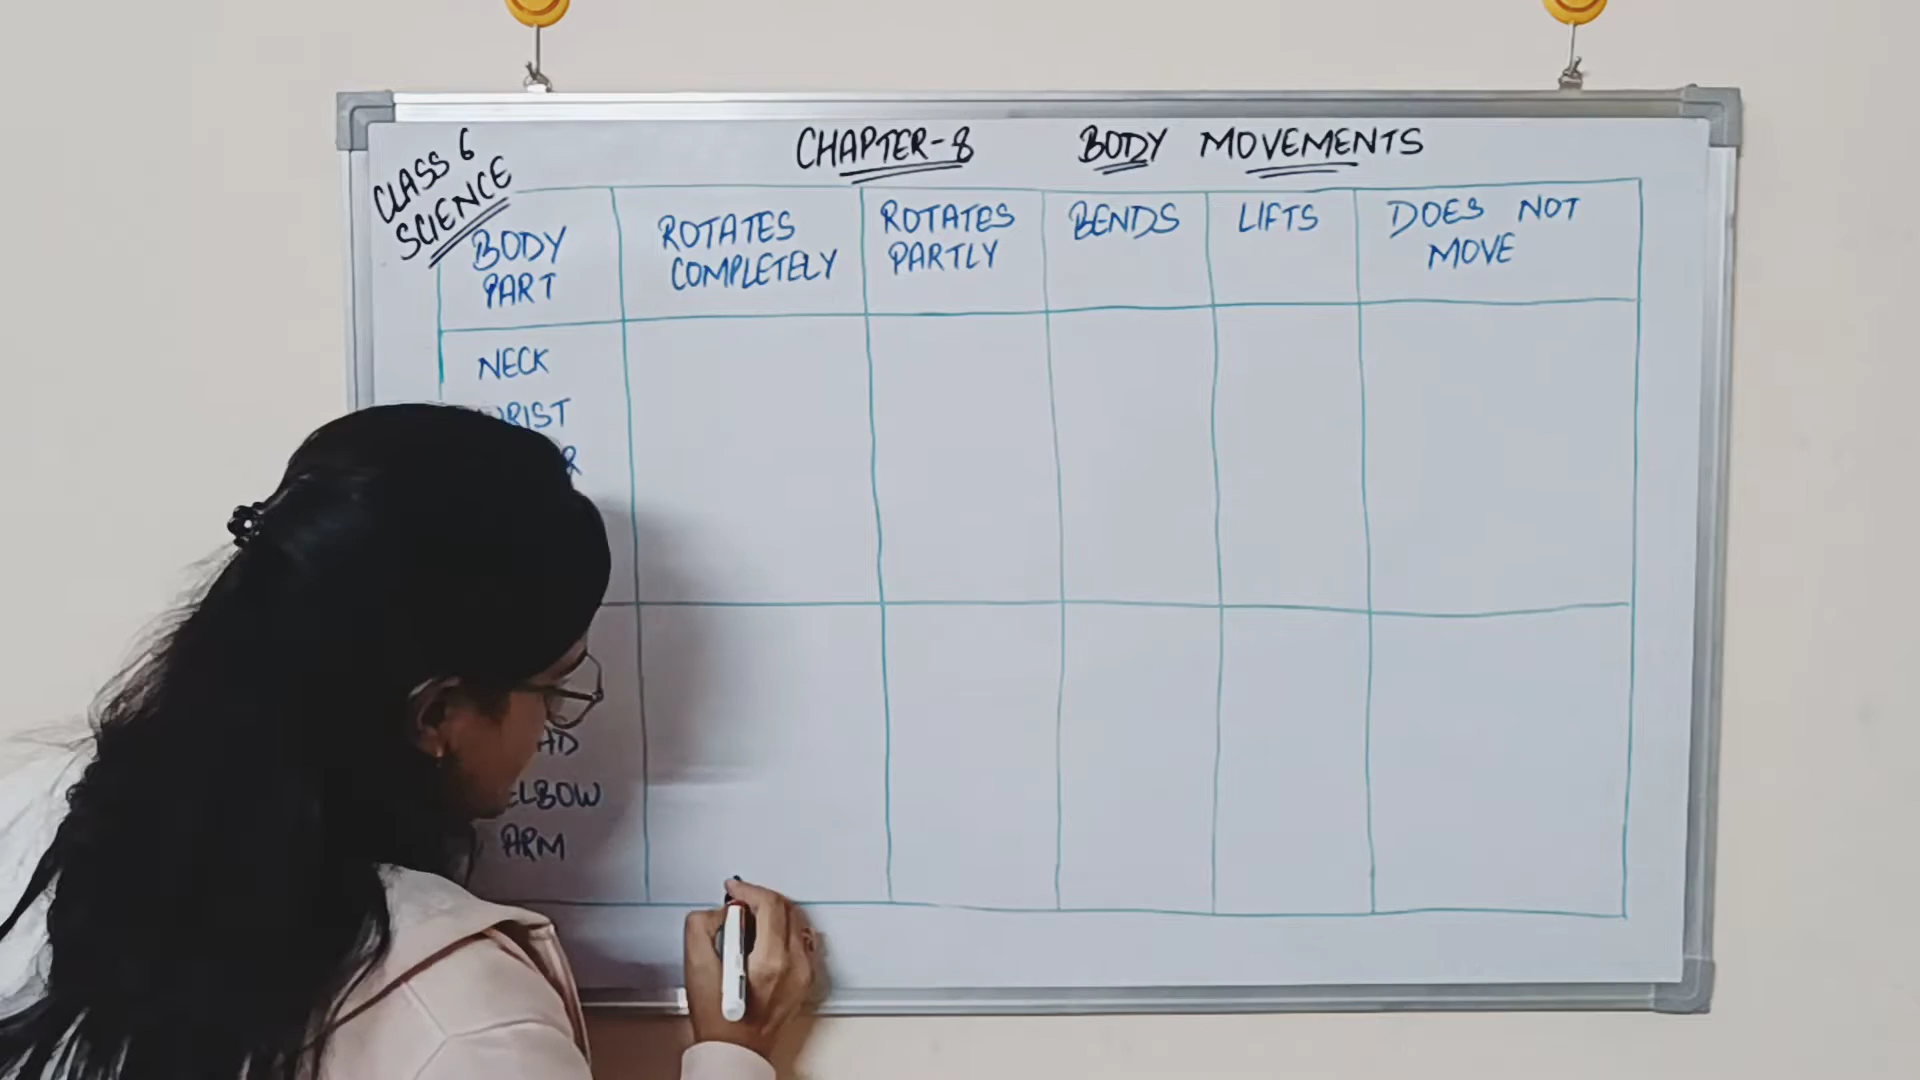 CLASS 6
SCIENCE
CHAPTER-8 BODY MOVEMENTS
BODY
PART
ROTATES
COMPLETELY
ROTATES
PARTLY
BENDS
LIFTS
DOES NOT
MOVE
NECK
ELBOW
ARM